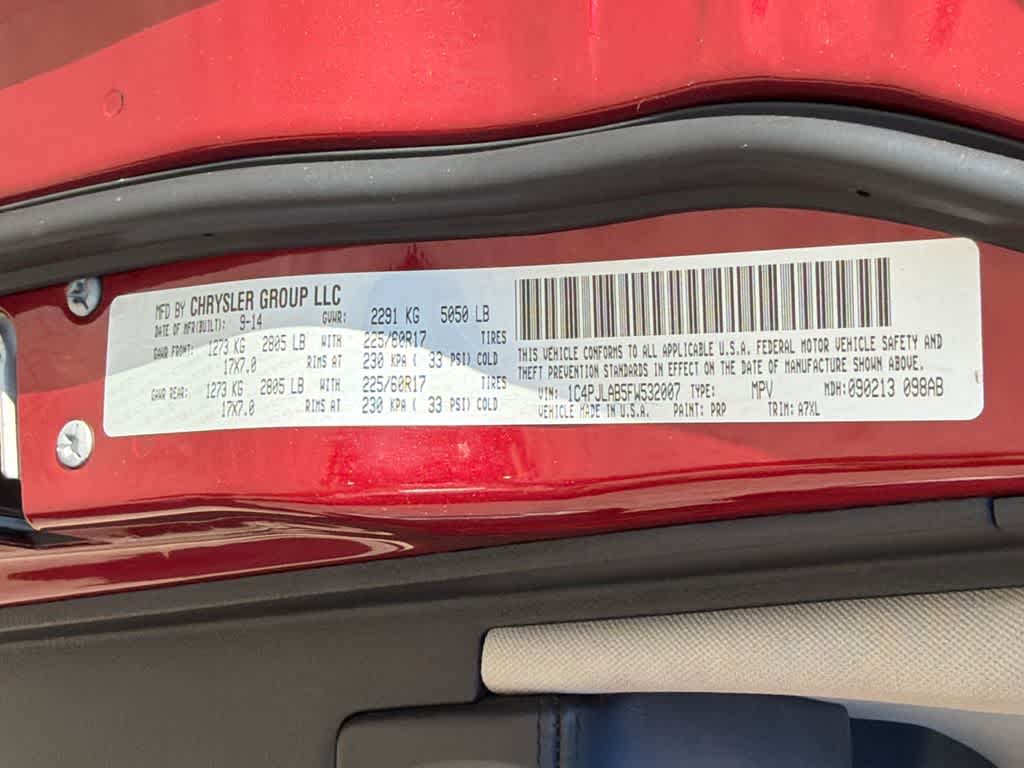 MFD BY CHRYSLER GROUP LLC
DATE OF MFR(BUILT): 9-14 GVWR: 2291 KG 5050 LB
GAWR FRONT: 1273 KG 2805 LB WITH 225/60R17 TIRES
17X7.0 RIMS AT 230 KPA ( 33 PSI) COLD
GAWR REAR: 1273 KG 2805 LB WITH 225/60R17 TIRES
17X7.0 RIMS AT 230 KPA ( 33 PSI) COLD
THIS VEHICLE CONFORMS TO ALL APPLICABLE U.S.A. FEDERAL MOTOR VEHICLE SAFETY AND
THEFT PREVENTION STANDARDS IN EFFECT ON THE DATE OF MANUFACTURE SHOWN ABOVE.
VIN: 1C4PJLAB5FW532007 TYPE: MPV MDH:090213 098AB
VEHICLE MADE IN U.S.A. PAINT: PRP TRIM: A7XL